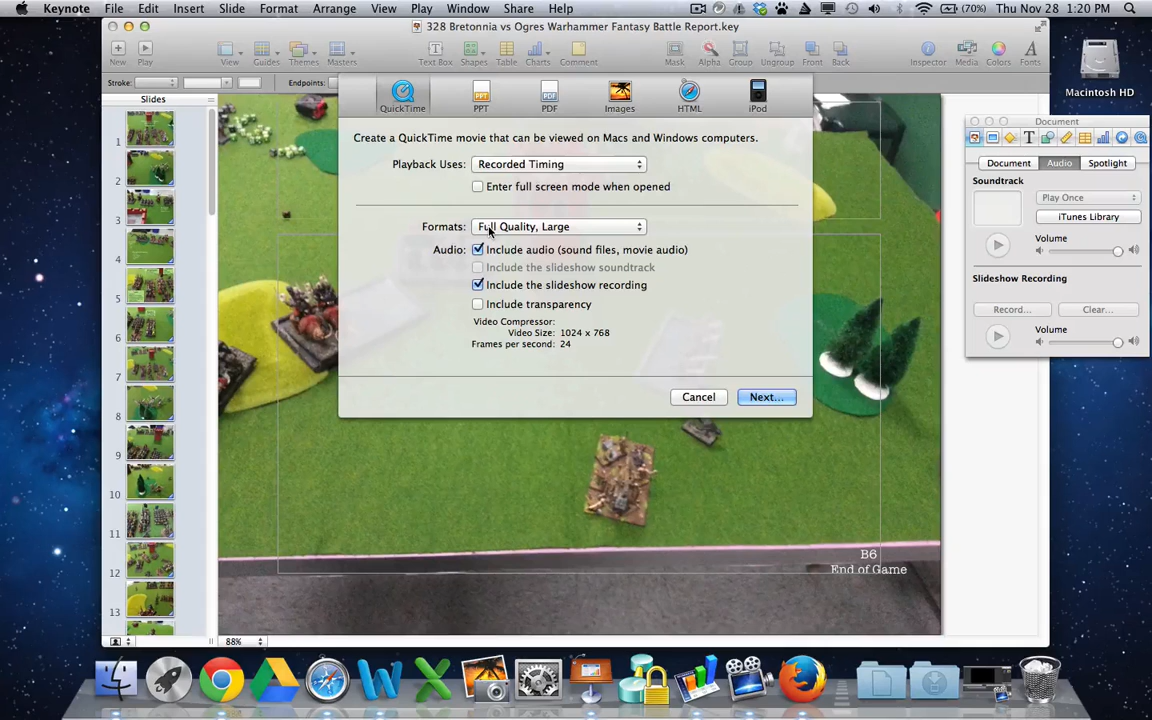 Keynote File Edit Insert Slide Format Arrange View Play Window Share Help (70%) Thu Nov 28 1:20 PM
328 Bretonnia vs Ogres Warhammer Fantasy Battle Report.key
New Play View Guides Themes Masters Text Box Shapes Table Charts Comment Mask Alpha Group Ungroup Front Back Inspector Media Colors Fonts
Stroke: Endpoints:
Slides
1
2
3
4
5
6
7
8
9
10
11
12
13
88%
QuickTime PPT PDF Images HTML iPod
Create a QuickTime movie that can be viewed on Macs and Windows computers.
Playback Uses: Recorded Timing
Enter full screen mode when opened
Formats: Full Quality, Large
Audio: Include audio (sound files, movie audio)
Include the slideshow soundtrack
Include the slideshow recording
Include transparency
Video Compressor:
Video Size: 1024 x 768
Frames per second: 24
Cancel Next...
B6
End of Game
Macintosh HD
Document
Document Audio Spotlight
Soundtrack
Play Once
iTunes Library
Volume
Slideshow Recording
Record... Clear...
Volume